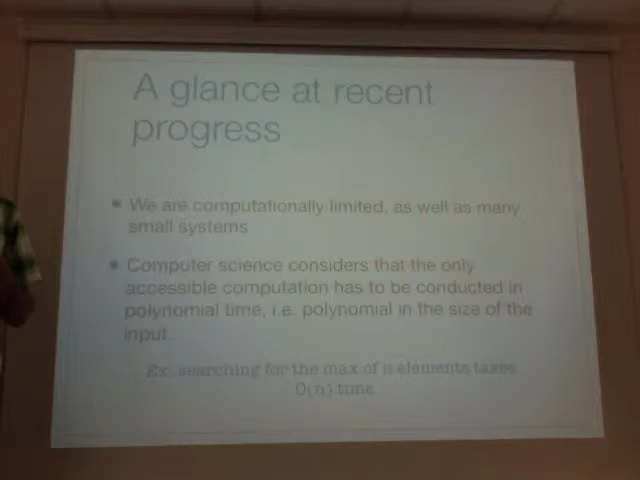 A glance at recent
progress
• We are computationally limited, as well as many
small systems
• Computer science considers that the only
accessible computation has to be conducted in
polynomial time, i.e. polynomial in the size of the
input.
Ex: searching for the max of n elements taxes
O(n) time